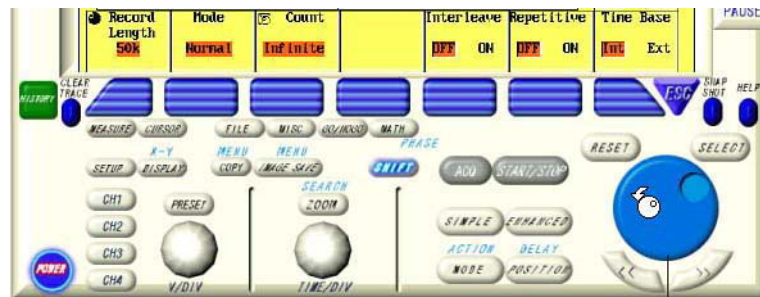 PAUSE
Record Length 50k
Mode Normal
Count Infinite
Interleave OFF ON
Repetitive OFF ON
Time Base Int Ext
HISTORY
CLEAR TRACE
ESC
SNAP SHOT
HELP
MEASURE CURSOR FILE MISC GO/NOGO MATH
X-Y MENU MENU PHASE
SETUP DISPLAY COPY IMAGE SAVE SHIFT ACQ START/STOP
RESET SELECT
SEARCH
CH1 PRESET ZOOM
CH2 SIMPLE ENHANCED
CH3 ACTION DELAY
POWER CH4 MODE POSITION
V/DIV TIME/DIV